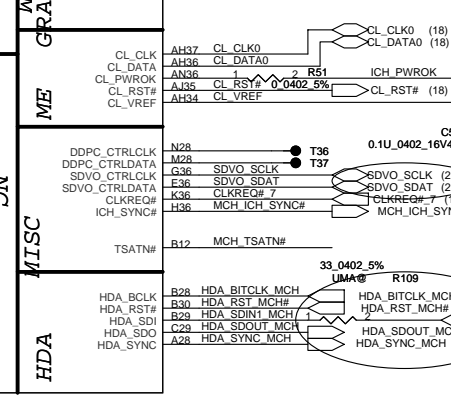 GRA
CL_CLK AH37 CL_CLK0 CL_CLK0 (18)
CL_DATA AH36 CL_DATA0 CL_DATA0 (18)
CL_PWROK AN36 1 2 R51 ICH_PWROK
CL_RST# AJ35 CL_RST# 0_0402_5% CL_RST# (18)
CL_VREF AH34 CL_VREF
ME
0.1U_0402_16V4
DDPC_CTRLCLK N28 T36
DDPC_CTRLDATA M28 T37
SDVO_CTRLCLK G36 SDVO_SCLK SDVO_SCLK (2
SDVO_CTRLDATA E36 SDVO_SDAT SDVO_SDAT (2
CLKREQ# K36 CLKREQ#_7 CLKREQ#_7
ICH_SYNC# H36 MCH_ICH_SYNC# MCH_ICH_SYN
TSATN# B12 MCH_TSATN#
MISC
NC
33_0402_5%
UMA@ R109
HDA_BCLK B28 HDA_BITCLK_MCH HDA_BITCLK_MCH
HDA_RST# B30 HDA_RST_MCH# HDA_RST_MCH#
HDA_SDI B29 HDA_SDIN1_MCH 1 2
HDA_SDO C29 HDA_SDOUT_MCH HDA_SDOUT_MC
HDA_SYNC A28 HDA_SYNC_MCH HDA_SYNC_MCH
HDA